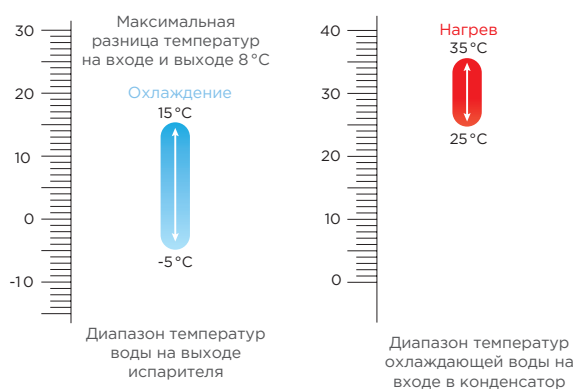 Максимальная
разница температур
на входе и выходе 8 °C
Охлаждение
15 °C
-5 °C
30
20
10
0
-10
Диапазон температур
воды на выходе
испарителя
Нагрев
35 °C
25 °C
40
30
20
10
0
Диапазон температур
охлаждающей воды на
входе в конденсатор